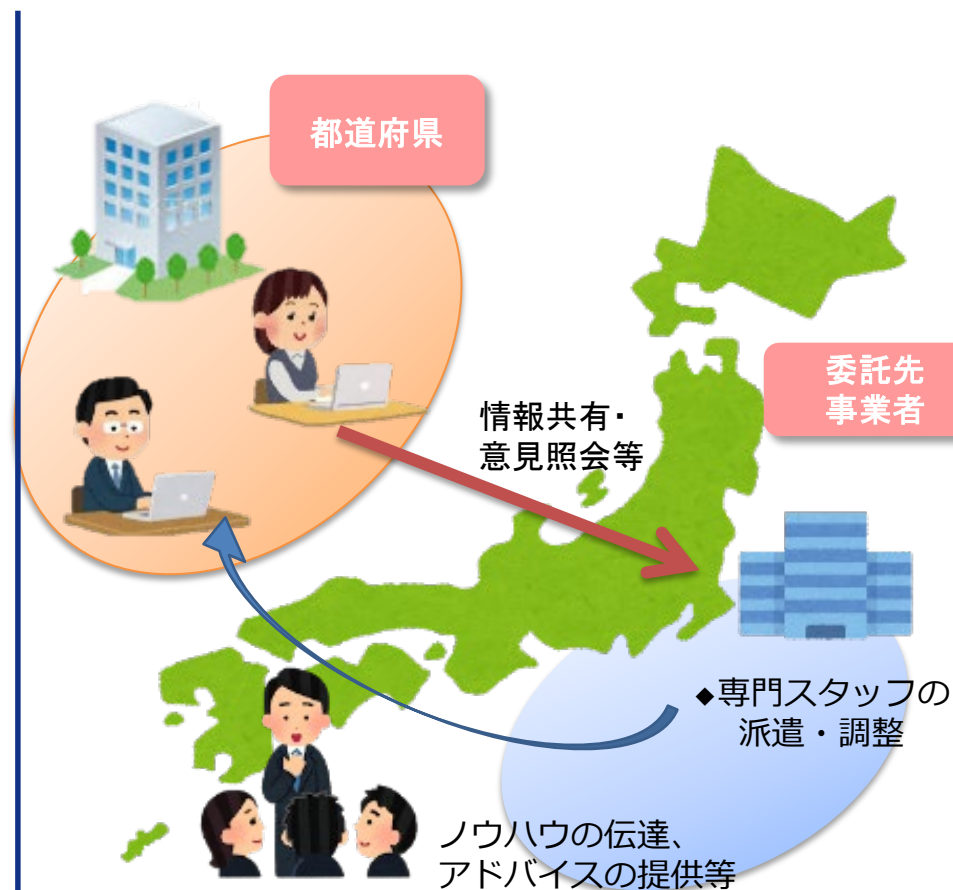 都道府県
委託先
事業者
情報共有・
意見照会等
◆専門スタッフの
派遣・調整
ノウハウの伝達、
アドバイスの提供等